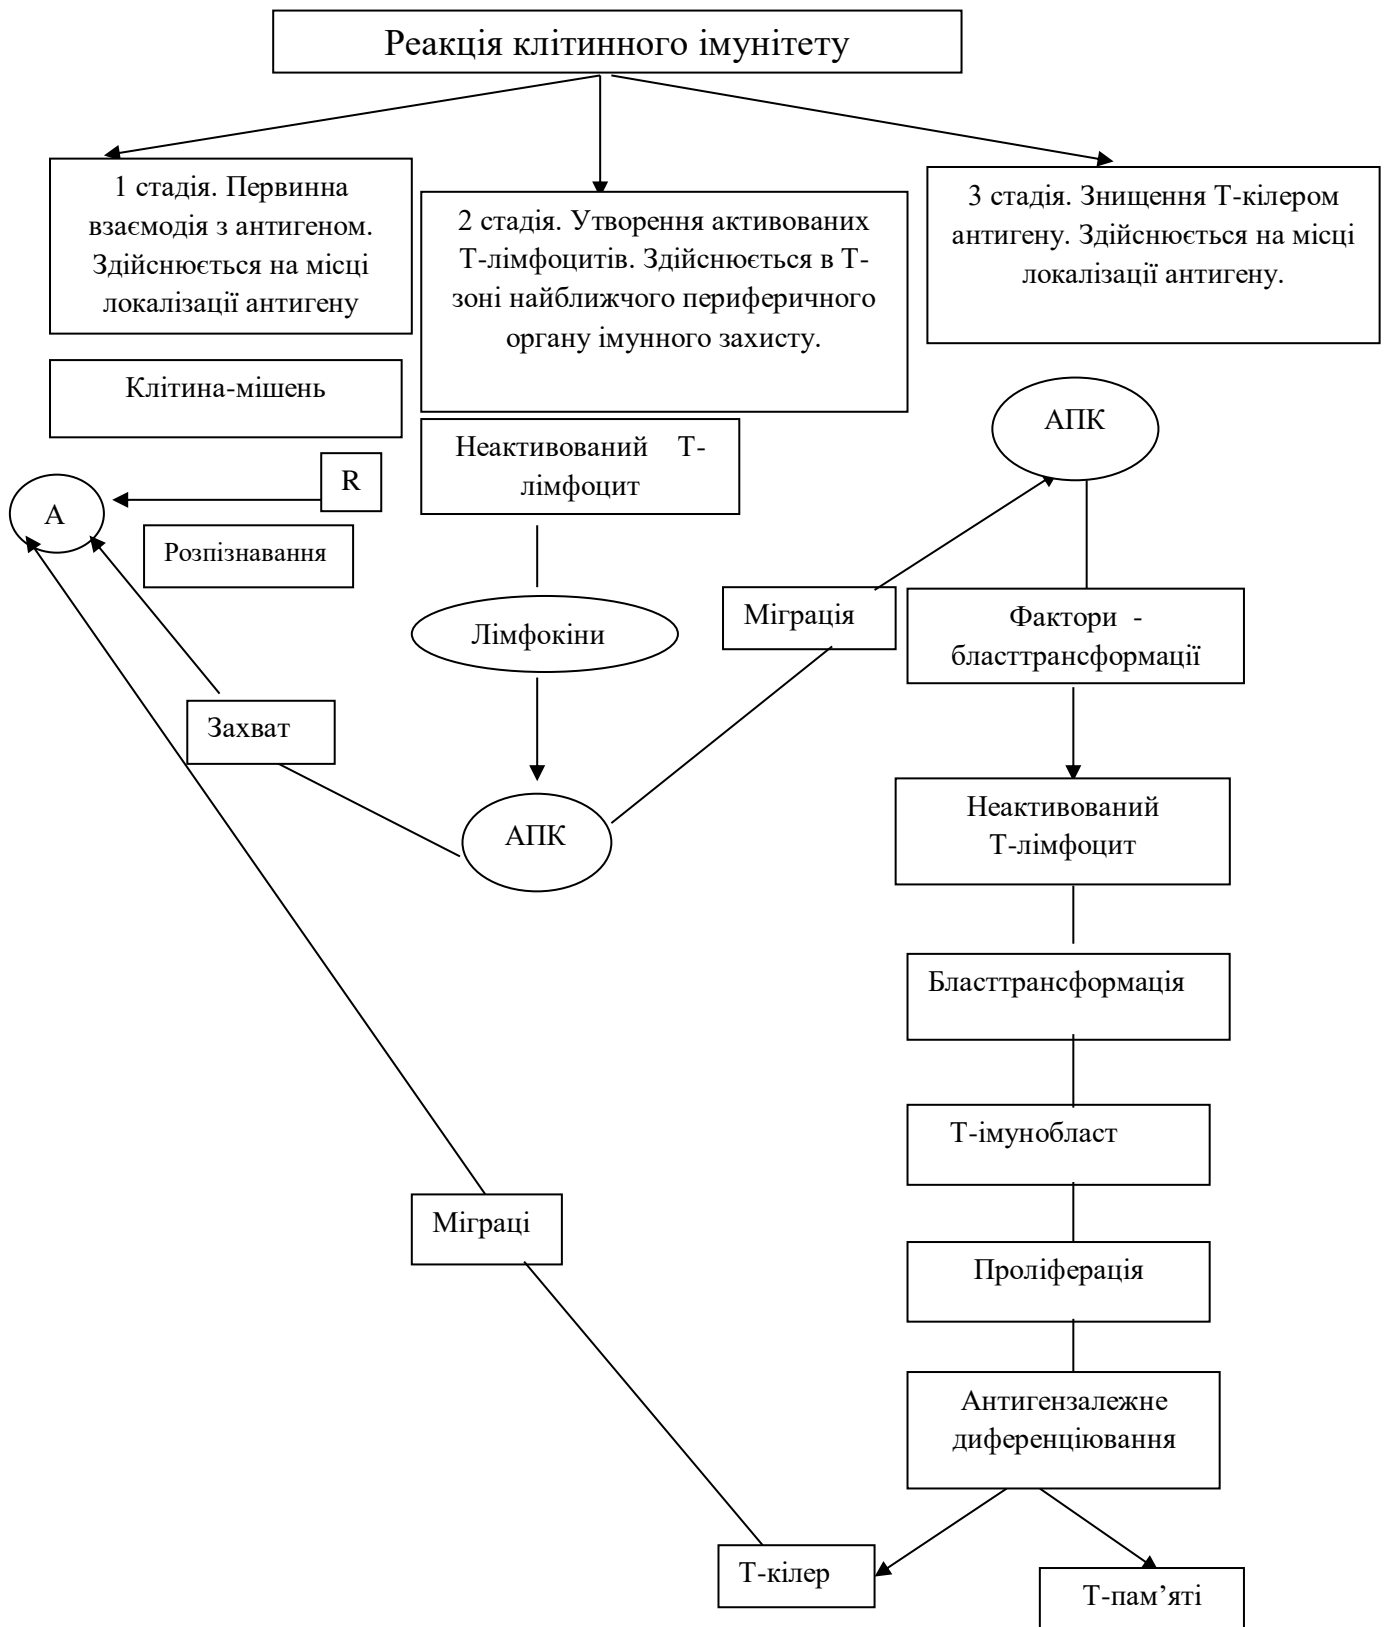 Реакція клітинного імунітету
1 стадія. Первинна
взаємодія з антигеном.
Здійснюється на місці
локалізації антигену
2 стадія. Утворення активованих
Т-лімфоцитів. Здійснюється в Т-
зоні найближчого периферичного
органу імунного захисту.
3 стадія. Знищення Т-кілером
антигену. Здійснюється на місці
локалізації антигену.
Клітина-мішень
АПК
Неактивований Т-
лімфоцит
R
А
Розпізнавання
Лімфокіни
Міграція
Фактори -
бласттрансформації
Захват
АПК
Неактивований
Т-лімфоцит
Бласттрансформація
Т-імунобласт
Міграці
Проліферація
Антигензалежне
диференціювання
Т-кілер
Т-пам’яті